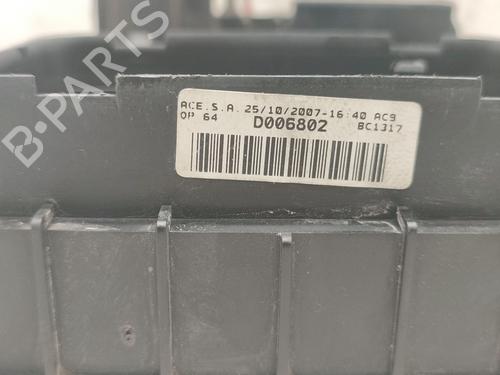 ACE.S.A. 25/10/2007-16:40 AC9
OP 64
D006802
BC1317
B-PARTS